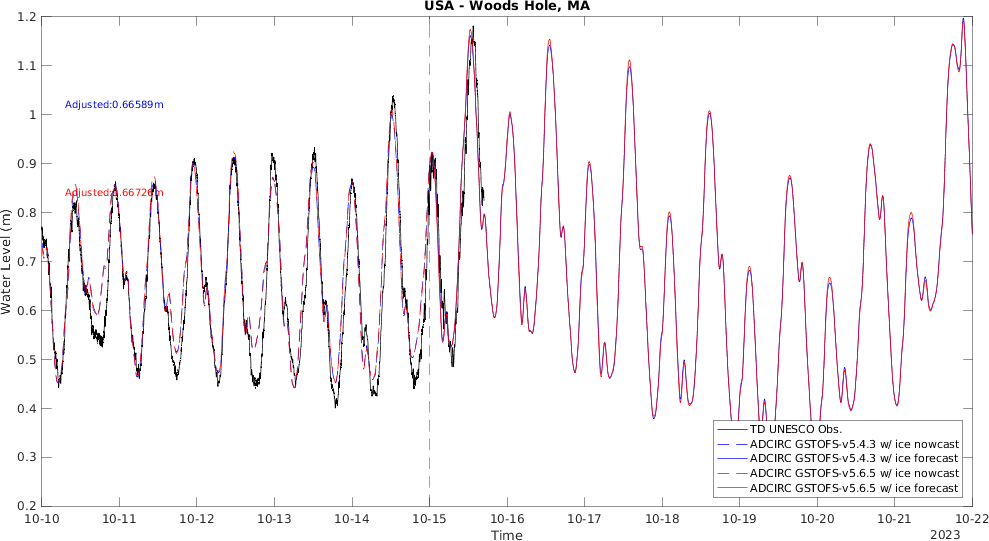 USA - Woods Hole, MA
1.2
1.1
1
0.9
0.8
0.7
0.6
0.5
0.4
0.3
0.2
Water Level (m)
Adjusted:0.66589m
Adjusted:0.66726m
TD UNESCO Obs.
ADCIRC GSTOFS-v5.4.3 w/ ice nowcast
ADCIRC GSTOFS-v5.4.3 w/ ice forecast
ADCIRC GSTOFS-v5.6.5 w/ ice nowcast
ADCIRC GSTOFS-v5.6.5 w/ ice forecast
10-10 10-11 10-12 10-13 10-14 10-15 10-16 10-17 10-18 10-19 10-20 10-21 10-22
Time
2023